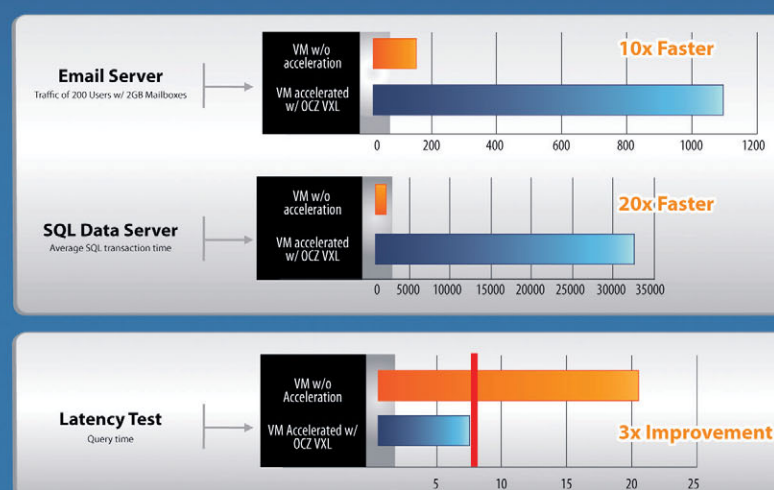 VM w/o
acceleration
10x Faster
Email Server
Traffic of 200 Users w/ 2GB Mailboxes
VM accelerated
w/ OCZ VXL
0 200 400 600 800 1000 1200
VM w/o
acceleration
20x Faster
SQL Data Server
Average SQL transaction time
VM accelerated
w/ OCZ VXL
0 5000 10000 15000 20000 25000 30000 35000
VM w/o
Acceleration
Latency Test
Query time
VM Accelerated w/
OCZ VXL
3x Improvement
5 10 15 20 25